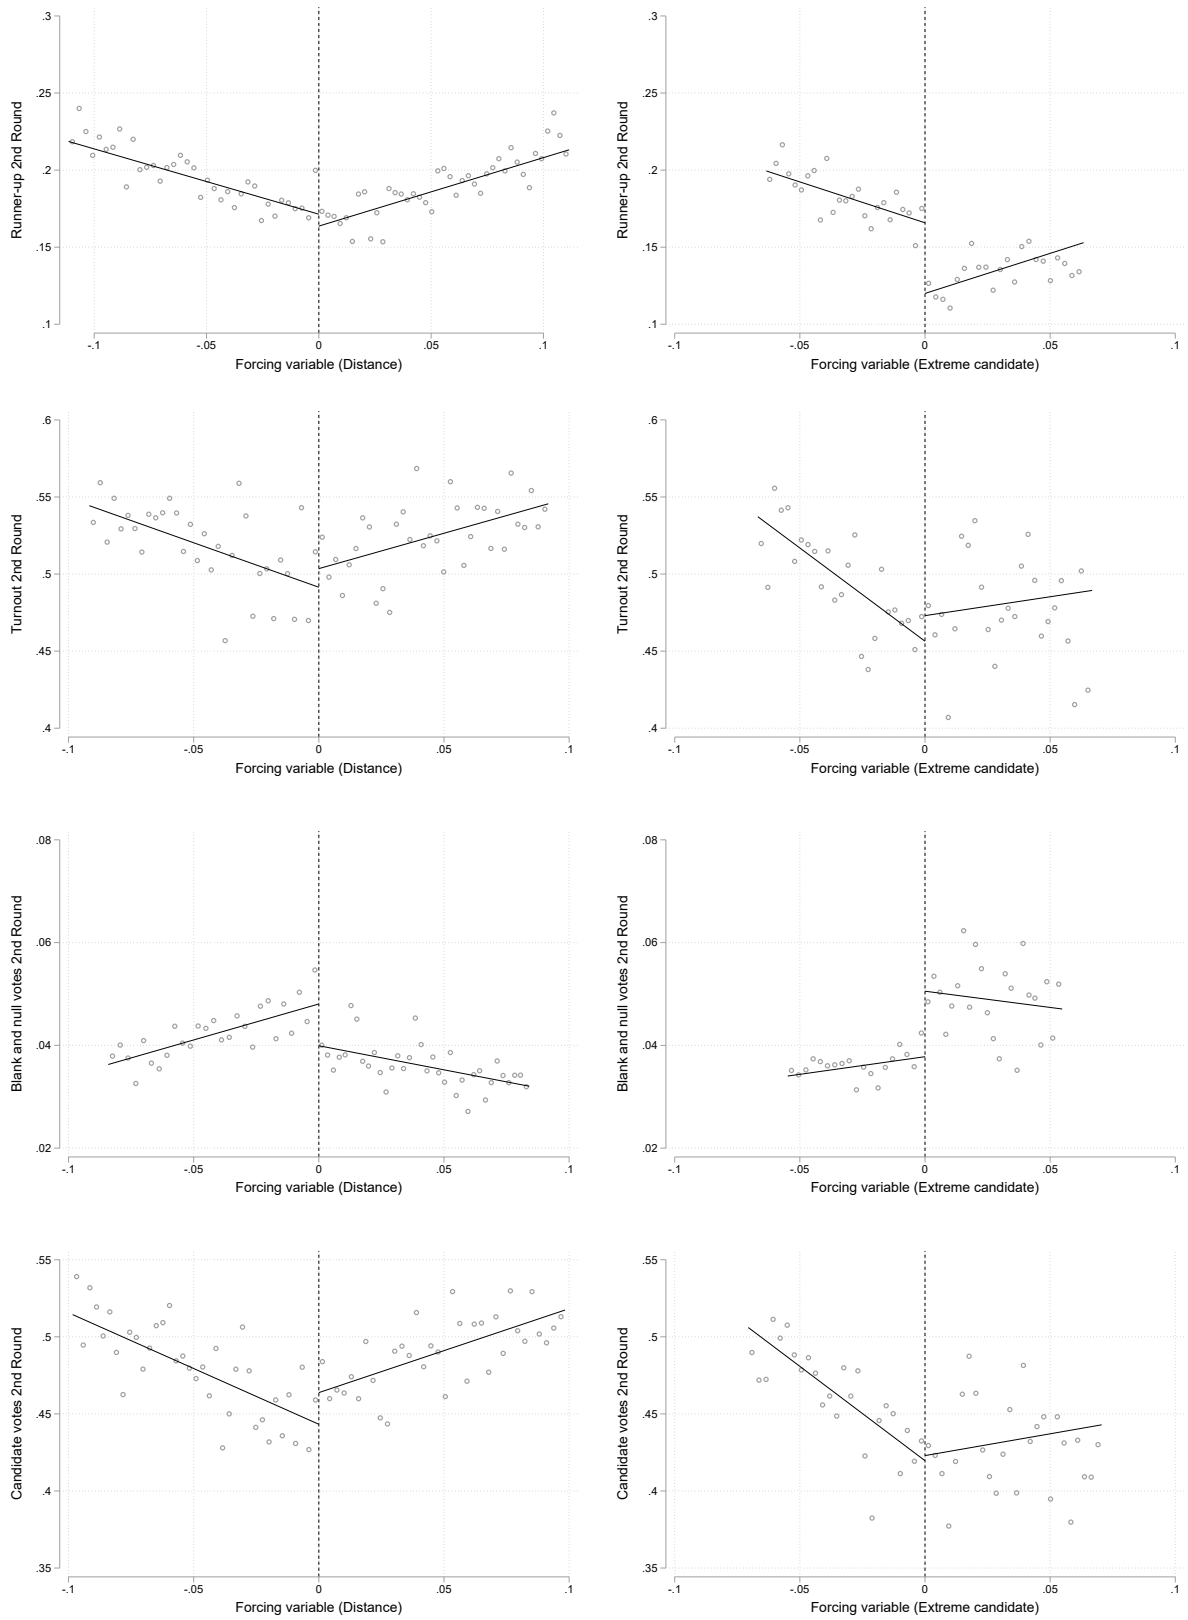 .3
.25
.2
.15
.1
Runner-up 2nd Round
-.1 -.05 0 .05 .1
Forcing variable (Distance)
.3
.25
.2
.15
.1
Runner-up 2nd Round
-.1 -.05 0 .05 .1
Forcing variable (Extreme candidate)
.6
.55
.5
.45
.4
Turnout 2nd Round
-.1 -.05 0 .05 .1
Forcing variable (Distance)
.6
.55
.5
.45
.4
Turnout 2nd Round
-.1 -.05 0 .05 .1
Forcing variable (Extreme candidate)
.08
.06
.04
.02
Blank and null votes 2nd Round
-.1 -.05 0 .05 .1
Forcing variable (Distance)
.08
.06
.04
.02
Blank and null votes 2nd Round
-.1 -.05 0 .05 .1
Forcing variable (Extreme candidate)
.55
.5
.45
.4
.35
Candidate votes 2nd Round
-.1 -.05 0 .05 .1
Forcing variable (Distance)
.55
.5
.45
.4
.35
Candidate votes 2nd Round
-.1 -.05 0 .05 .1
Forcing variable (Extreme candidate)